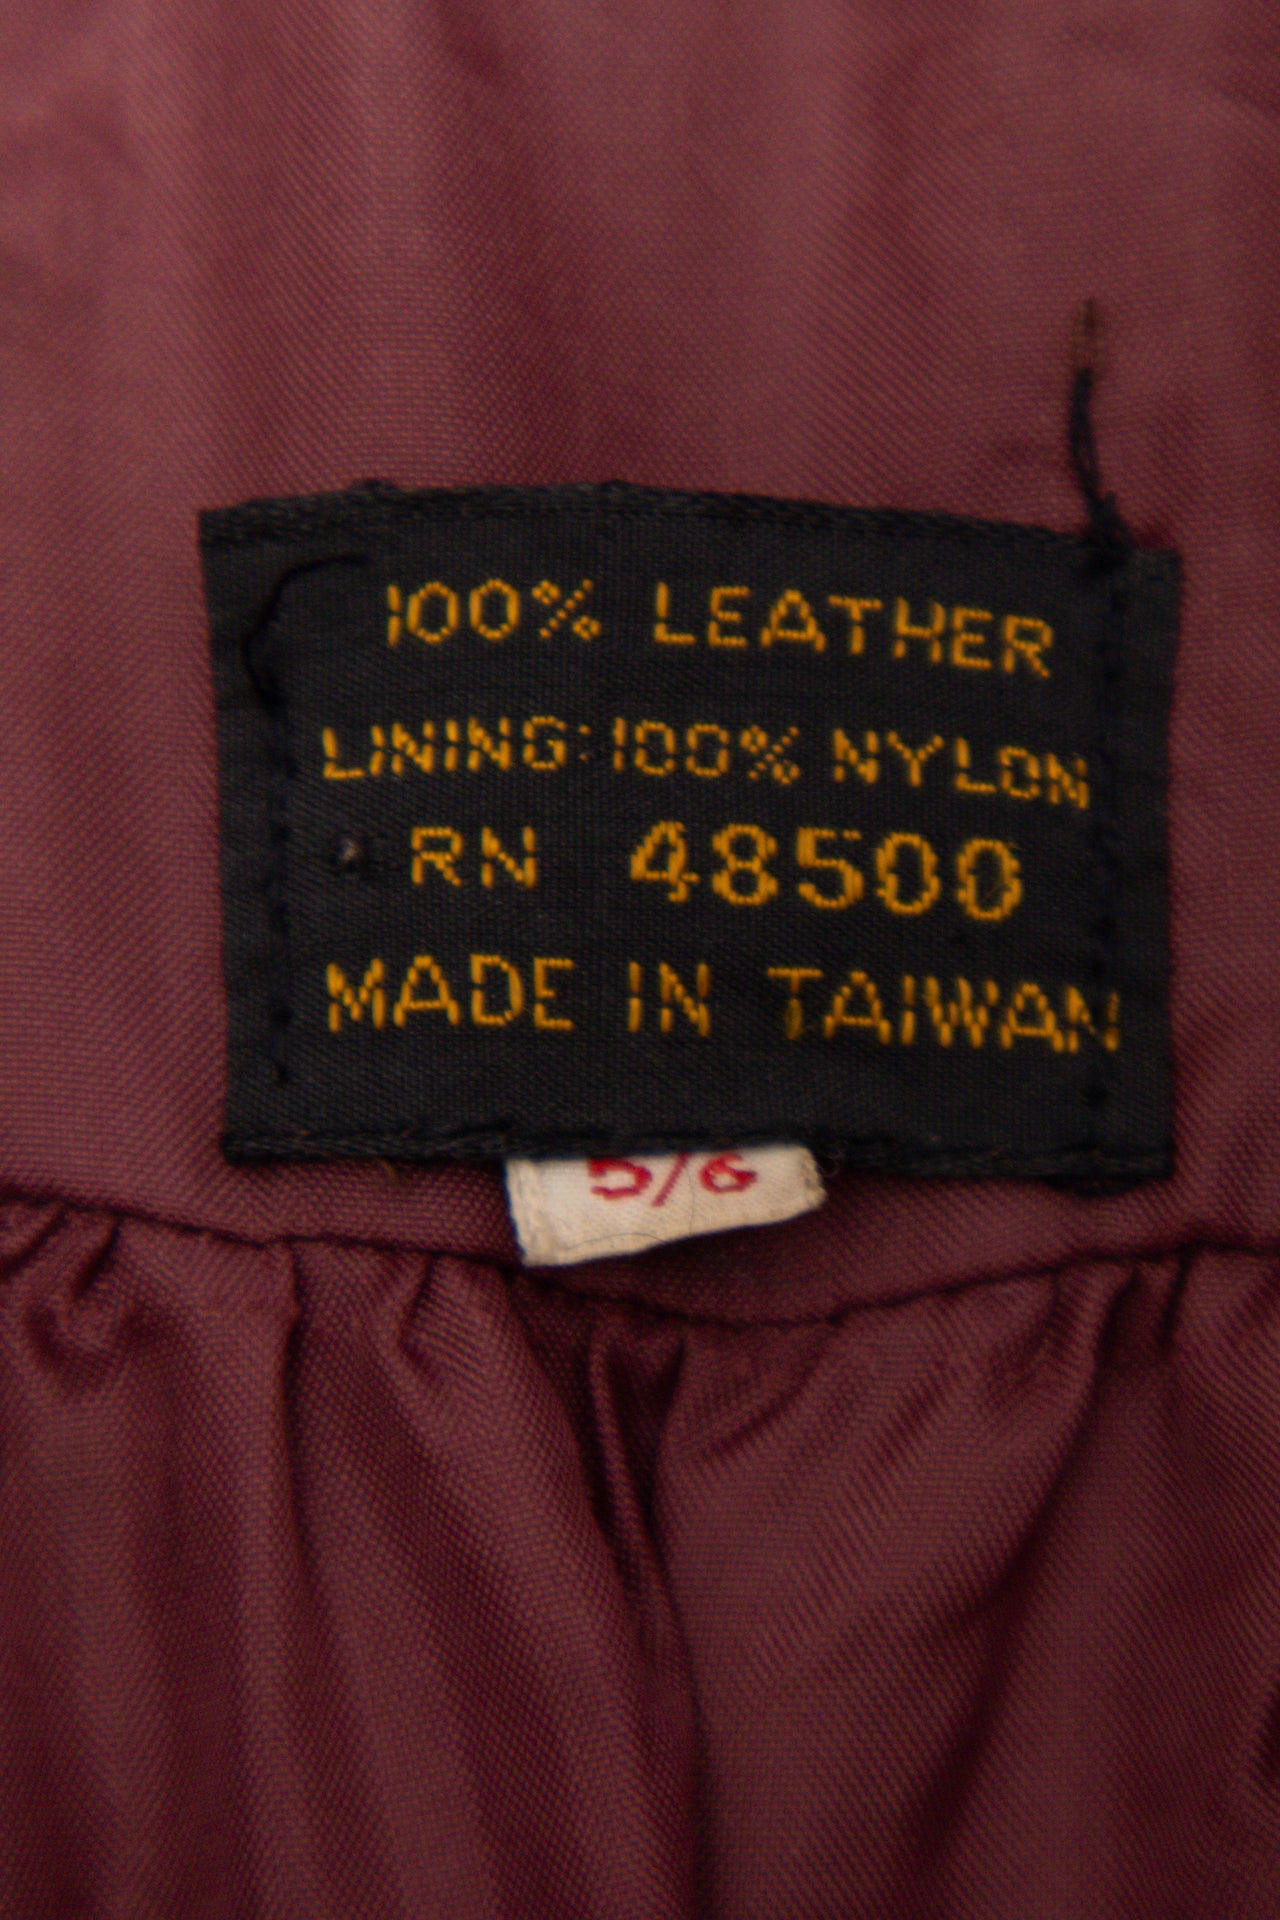 100% LEATHER
LINING:100% NYLON
RN 48500
MADE IN TAIWAN
5/6